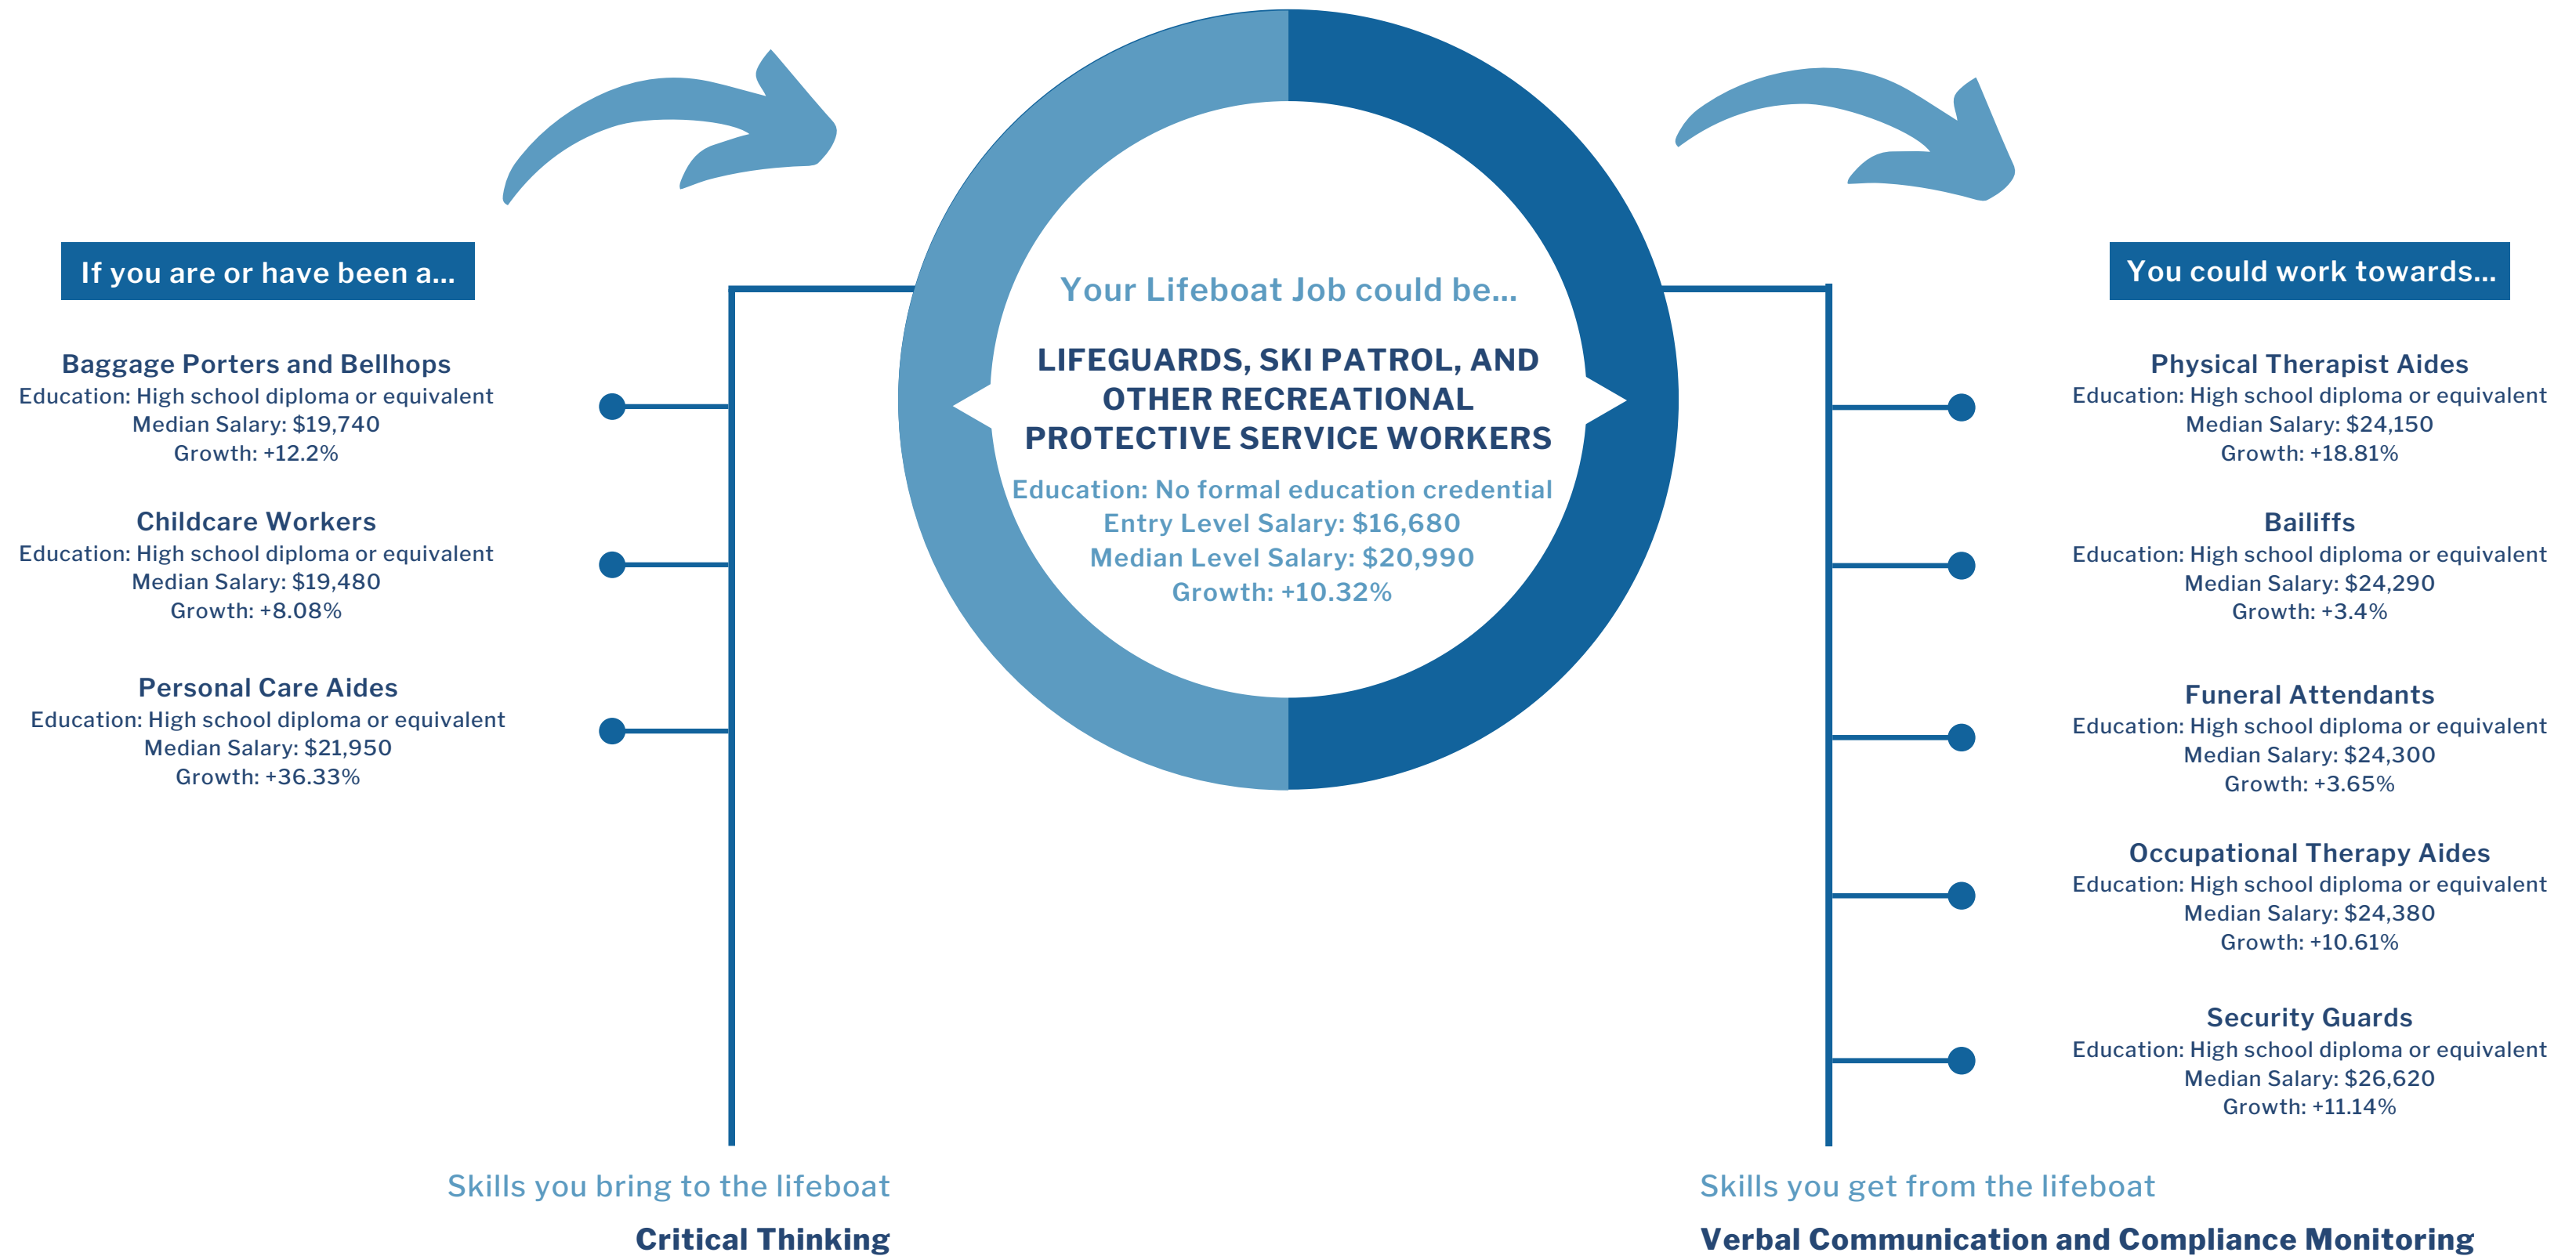 If you are or have been a...
Baggage Porters and Bellhops
Education: High school diploma or equivalent
Median Salary: $19,740
Growth: +12.2%
Childcare Workers
Education: High school diploma or equivalent
Median Salary: $19,480
Growth: +8.08%
Personal Care Aides
Education: High school diploma or equivalent
Median Salary: $21,950
Growth: +36.33%
Skills you bring to the lifeboat
Critical Thinking
Your Lifeboat Job could be...
LIFEGUARDS, SKI PATROL, AND
OTHER RECREATIONAL
PROTECTIVE SERVICE WORKERS
Education: No formal education credential
Entry Level Salary: $16,680
Median Level Salary: $20,990
Growth: +10.32%
You could work towards...
Physical Therapist Aides
Education: High school diploma or equivalent
Median Salary: $24,150
Growth: +18.81%
Bailiffs
Education: High school diploma or equivalent
Median Salary: $24,290
Growth: +3.4%
Funeral Attendants
Education: High school diploma or equivalent
Median Salary: $24,300
Growth: +3.65%
Occupational Therapy Aides
Education: High school diploma or equivalent
Median Salary: $24,380
Growth: +10.61%
Security Guards
Education: High school diploma or equivalent
Median Salary: $26,620
Growth: +11.14%
Skills you get from the lifeboat
Verbal Communication and Compliance Monitoring